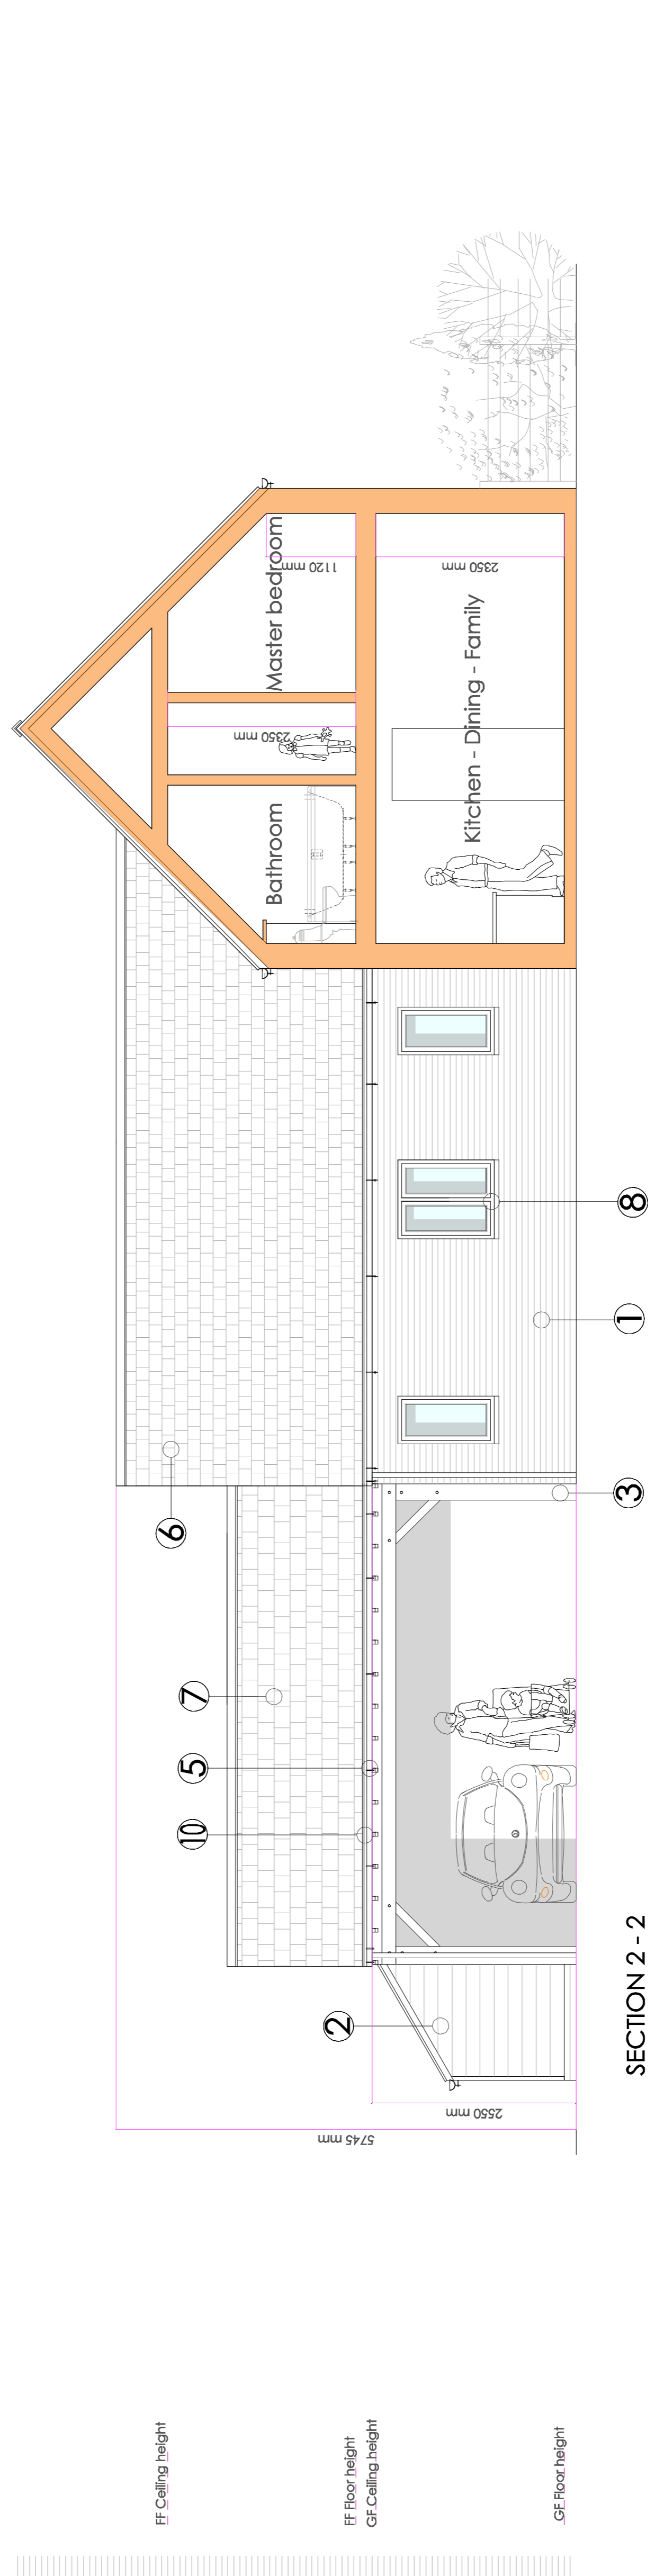 FF Ceiling height
FF Floor height
GF Ceiling height
GF Floor height
5745 mm
2550 mm
2
10
5
7
6
3
1
8
Bathroom
2350 mm
Master bedroom
1120 mm
Kitchen - Dining - Family
2350 mm
SECTION 2 - 2